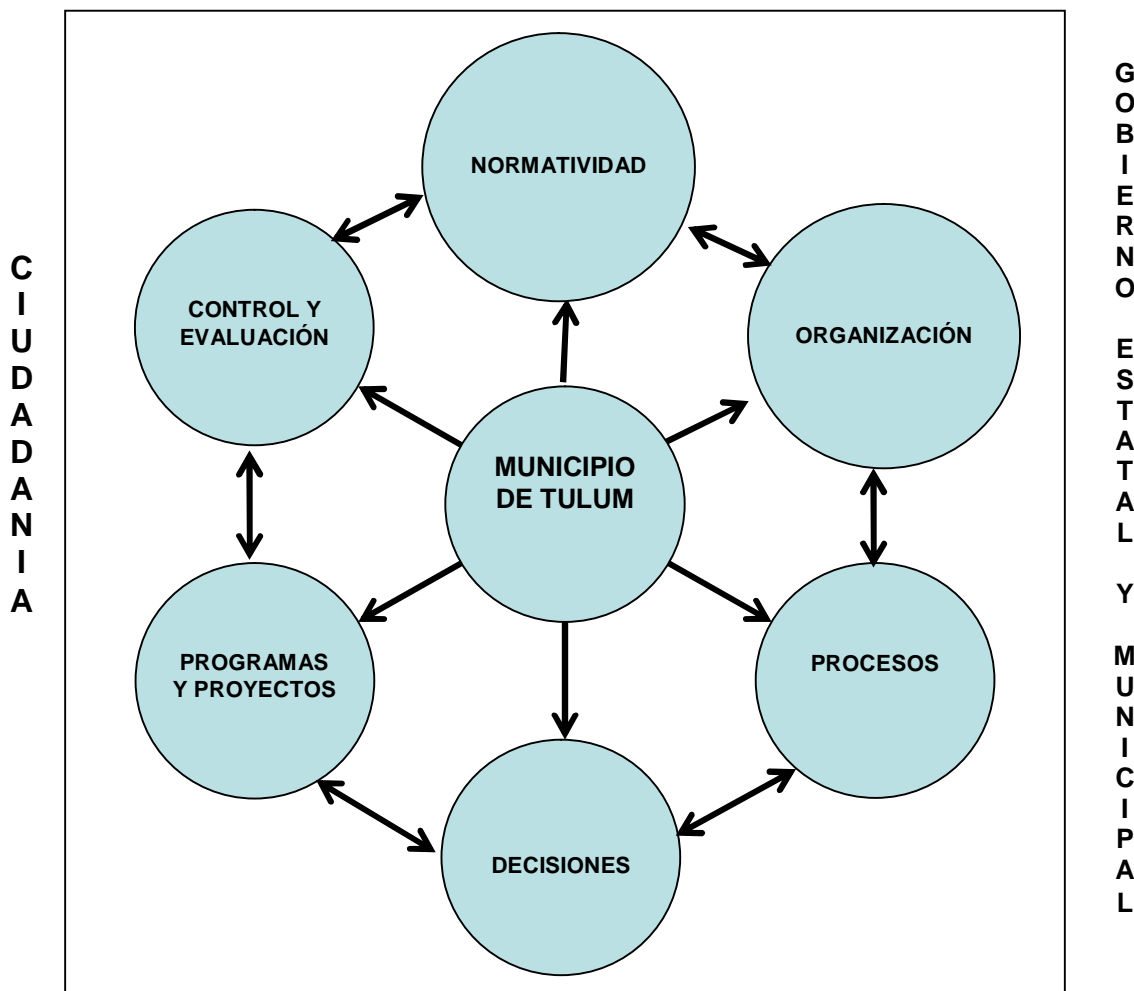 CIUDADANIA
NORMATIVIDAD
CONTROL Y
EVALUACIÓN
ORGANIZACIÓN
MUNICIPIO
DE TULUM
PROGRAMAS
Y PROYECTOS
PROCESOS
DECISIONES
GOBIERNO ESTATAL Y MUNICIPAL